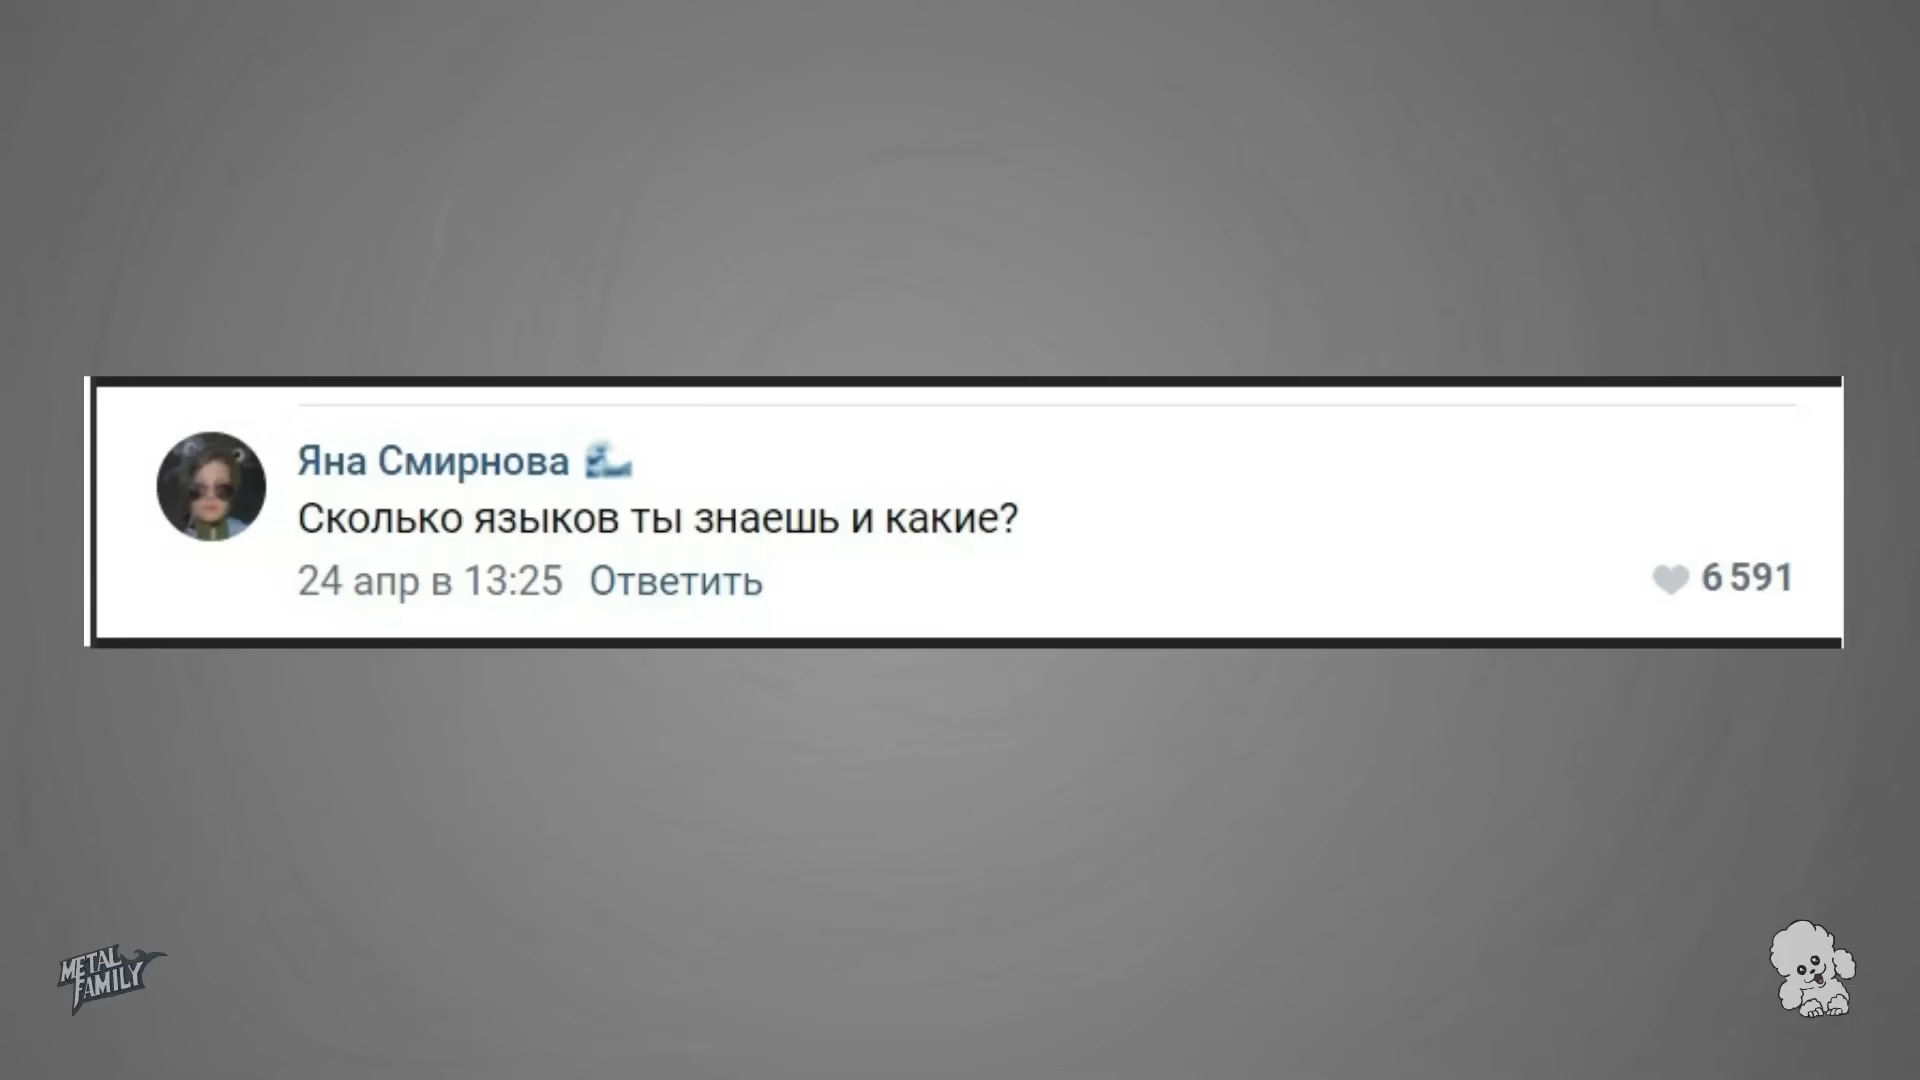 Яна Смирнова
Сколько языков ты знаешь и какие?
24 апр в 13:25 Ответить
6 591
METAL
FAMILY